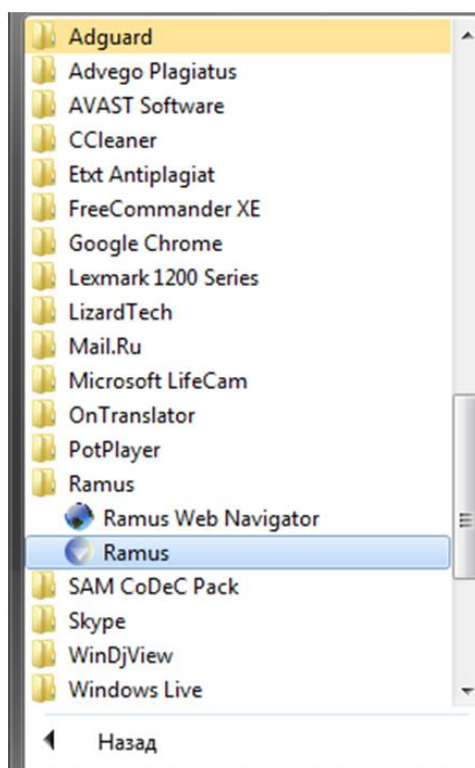 Adguard
Advego Plagiatus
AVAST Software
CCleaner
Etxt Antiplagiat
FreeCommander XE
Google Chrome
Lexmark 1200 Series
LizardTech
Mail.Ru
Microsoft LifeCam
OnTranslator
PotPlayer
Ramus
Ramus Web Navigator
Ramus
SAM CoDeC Pack
Skype
WinDjView
Windows Live
Назад